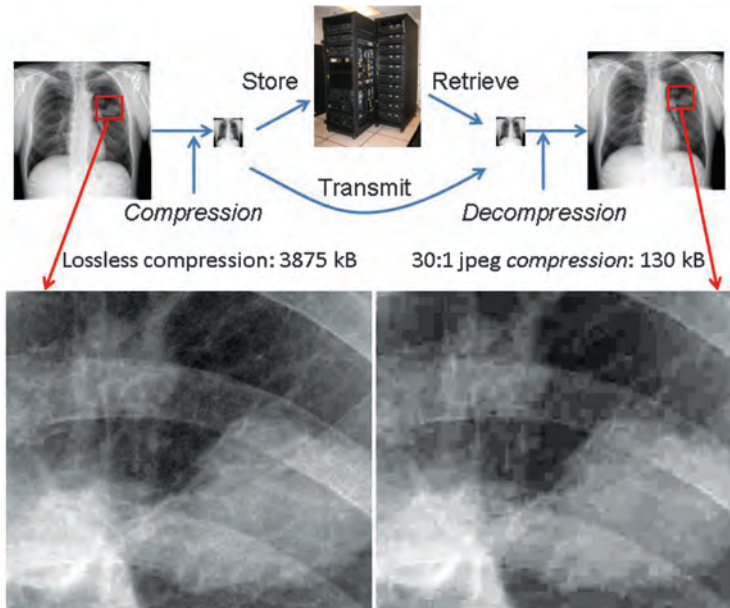 Store
Retrieve
Transmit
Compression
Decompression
Lossless compression: 3875 kB
30:1 jpeg compression: 130 kB